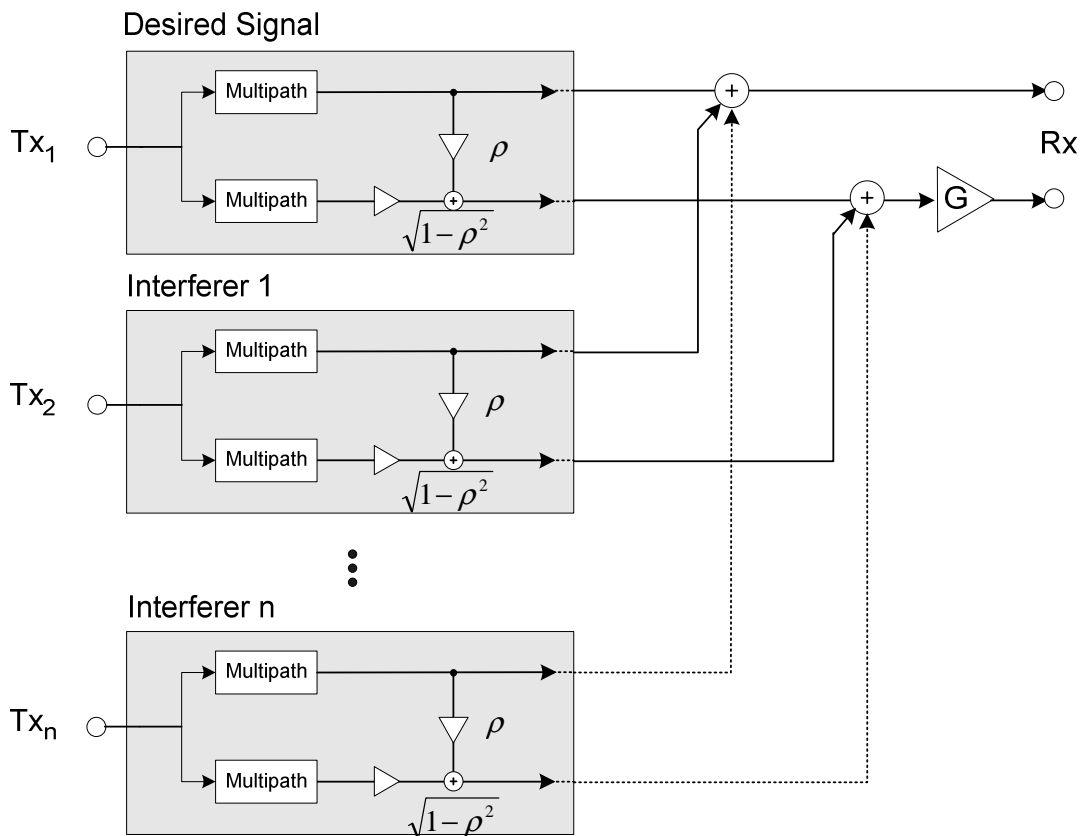 Desired Signal
Tx₁
Multipath
ρ
Multipath
√(1−ρ²)
+
+
+
G
Rx
Interferer 1
Tx₂
Multipath
ρ
Multipath
+
√(1−ρ²)
Interferer n
Txₙ
Multipath
ρ
Multipath
+
√(1−ρ²)